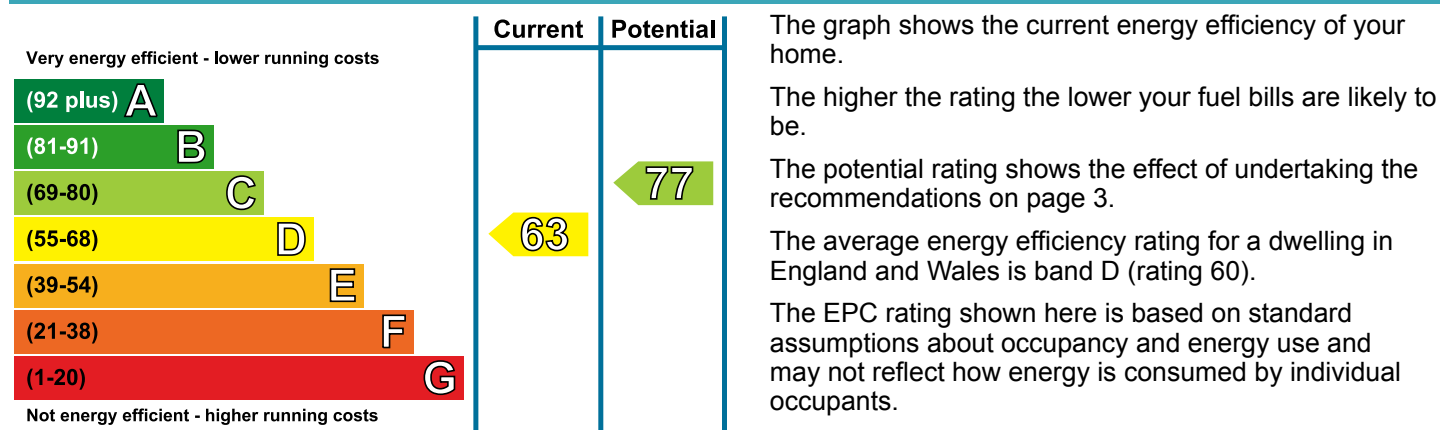 Current Potential
Very energy efficient - lower running costs
(92 plus) A
(81-91) B
(69-80) C
77
(55-68) D
63
(39-54) E
(21-38) F
(1-20) G
Not energy efficient - higher running costs
The graph shows the current energy efficiency of your
home.
The higher the rating the lower your fuel bills are likely to
be.
The potential rating shows the effect of undertaking the
recommendations on page 3.
The average energy efficiency rating for a dwelling in
England and Wales is band D (rating 60).
The EPC rating shown here is based on standard
assumptions about occupancy and energy use and
may not reflect how energy is consumed by individual
occupants.